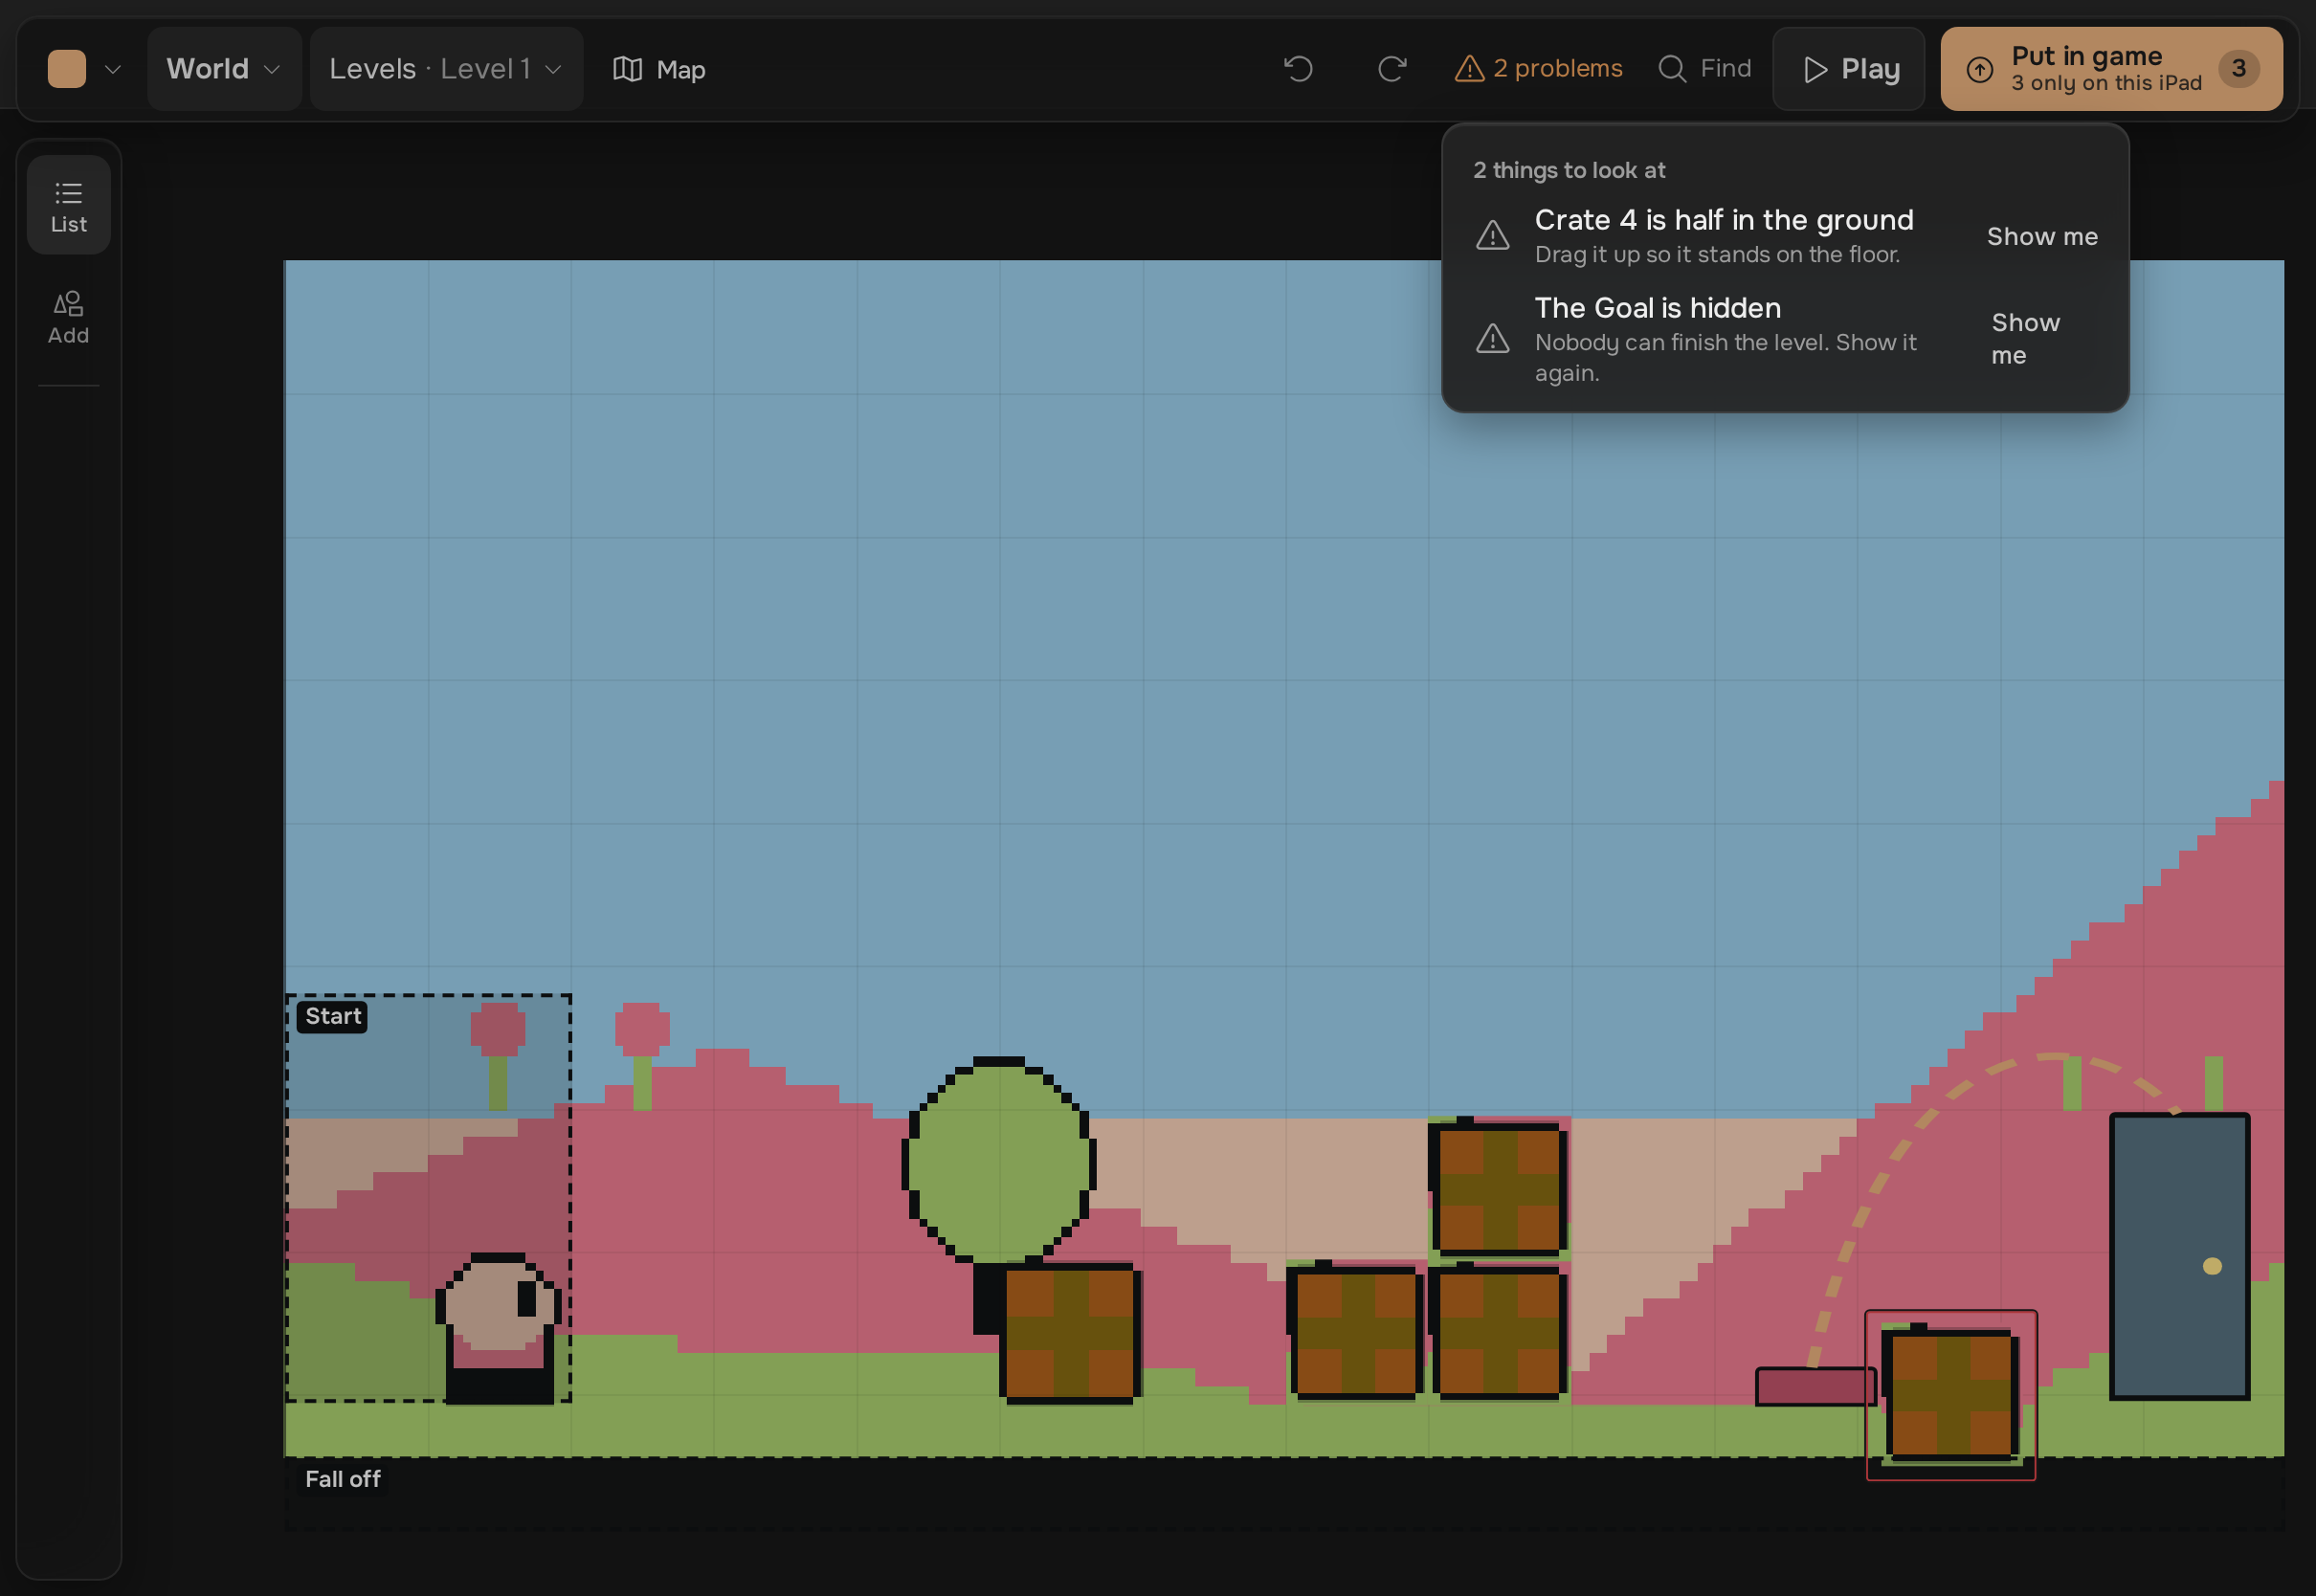 World
Levels · Level 1
Map
2 problems
Find
Play
Put in game
3 only on this iPad
3
List
Add
2 things to look at
Crate 4 is half in the ground
Drag it up so it stands on the floor.
Show me
The Goal is hidden
Nobody can finish the level. Show it
again.
Show
me
Start
Fall off